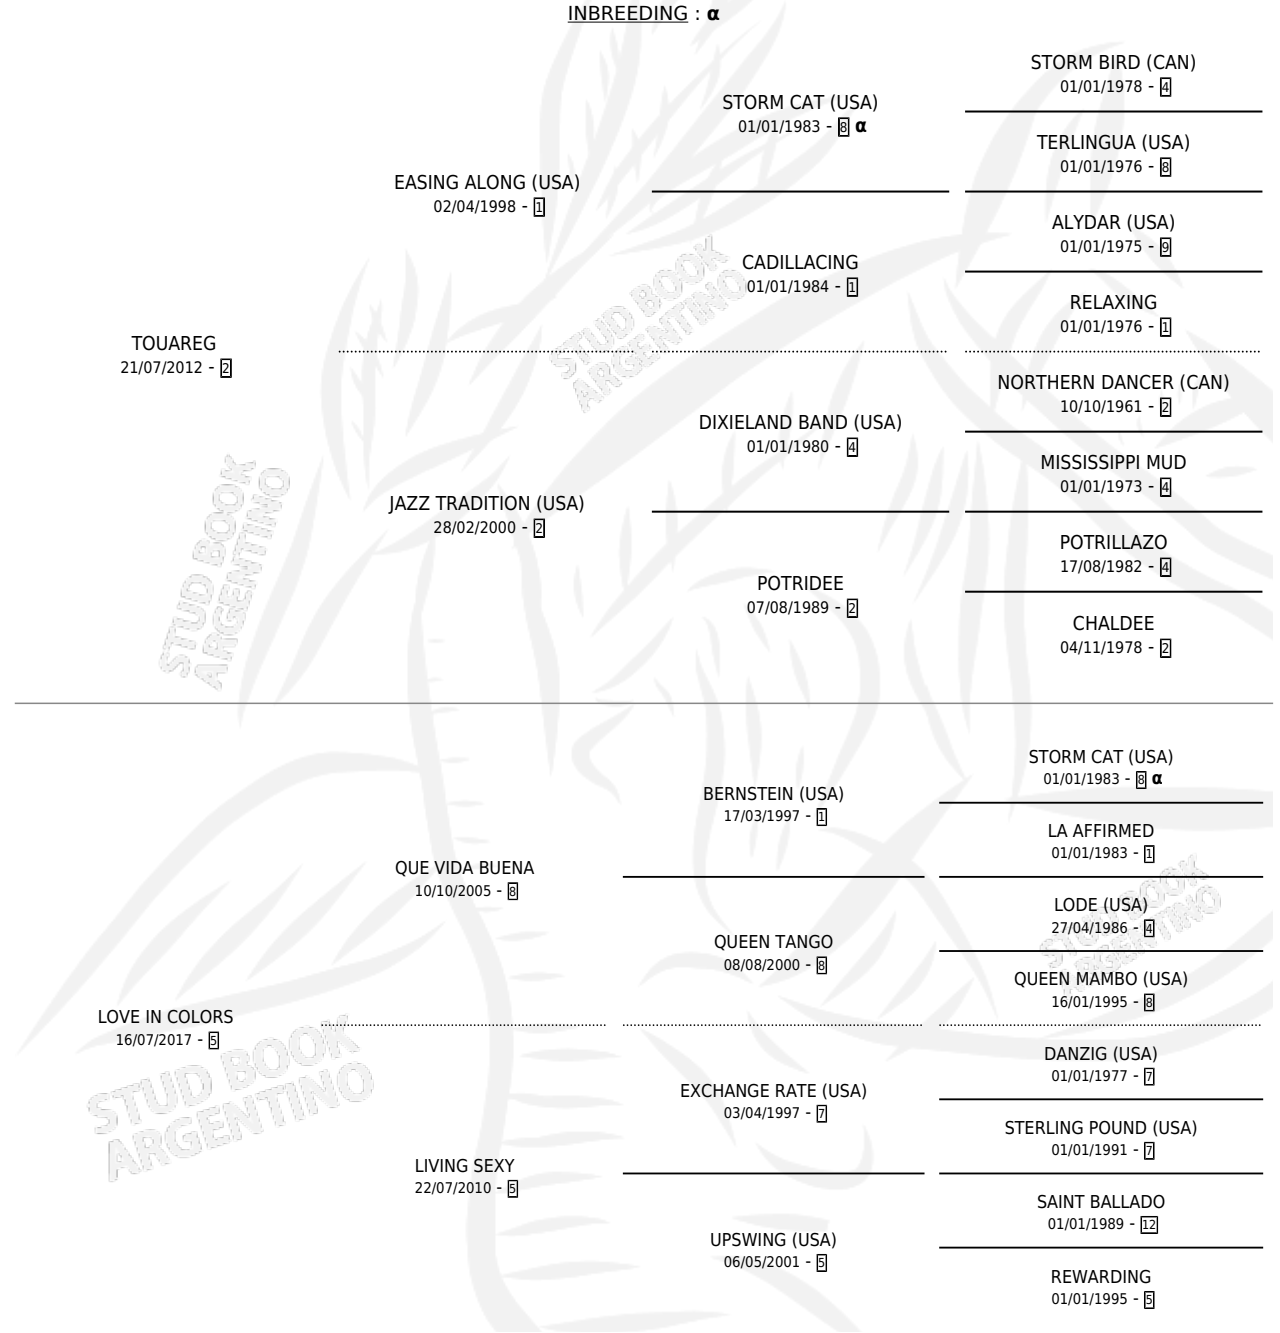 INBREEDING : α
STORM BIRD (CAN)
01/01/1978 - 4
STORM CAT (USA)
01/01/1983 - 8 α
TERLINGUA (USA)
01/01/1976 - 8
EASING ALONG (USA)
02/04/1998 - 1
ALYDAR (USA)
01/01/1975 - 9
CADILLACING
01/01/1984 - 1
RELAXING
01/01/1976 - 1
TOUAREG
21/07/2012 - 2
NORTHERN DANCER (CAN)
10/10/1961 - 2
DIXIELAND BAND (USA)
01/01/1980 - 4
MISSISSIPPI MUD
01/01/1973 - 4
JAZZ TRADITION (USA)
28/02/2000 - 2
POTRILLAZO
17/08/1982 - 4
POTRIDEE
07/08/1989 - 2
CHALDEE
04/11/1978 - 2
STORM CAT (USA)
01/01/1983 - 8 α
BERNSTEIN (USA)
17/03/1997 - 1
LA AFFIRMED
01/01/1983 - 1
QUE VIDA BUENA
10/10/2005 - 8
LODE (USA)
27/04/1986 - 4
QUEEN TANGO
08/08/2000 - 8
QUEEN MAMBO (USA)
16/01/1995 - 8
LOVE IN COLORS
16/07/2017 - 5
DANZIG (USA)
01/01/1977 - 7
EXCHANGE RATE (USA)
03/04/1997 - 7
STERLING POUND (USA)
01/01/1991 - 7
LIVING SEXY
22/07/2010 - 5
SAINT BALLADO
01/01/1989 - 12
UPSWING (USA)
06/05/2001 - 5
REWARDING
01/01/1995 - 5
STUD BOOK
ARGENTINO
STUD BOOK
ARGENTINO
STUD BOOK
ARGENTINO
STUD BOOK
ARGENTINO